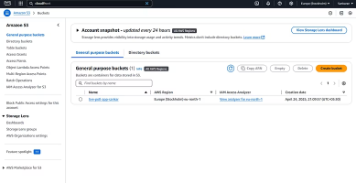 Amazon S3
General purpose buckets
Directory buckets
Table buckets
Access Grants
Access Points
Object Lambda Access Points
Multi-Region Access Points
Batch Operations
IAM Access Analyzer for S3
Block Public Access settings for this account
Storage Lens
Dashboards
Storage Lens groups
AWS Organizations settings
Feature spotlight
AWS Marketplace for S3
Amazon S3
Account snapshot - updated every 24 hours
All AWS Regions
View Storage Lens dashboard
Storage lens provides visibility into storage usage and activity trends. Metrics don't include directory buckets.
Learn more
General purpose buckets
Directory buckets
General purpose buckets (1)
Info
All AWS Regions
Copy ARN
Empty
Delete
Create bucket
Buckets are containers for data stored in S3.
Find buckets by name
1
Name
AWS Region
IAM Access Analyzer
Creation date
Europe (Stockholm) eu-north-1
View analyzer for eu-north-1